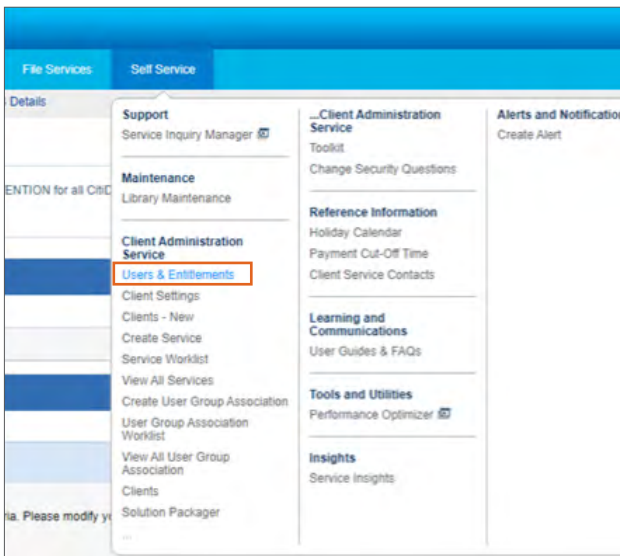 File Services
Self Service
Details
ENTION for all CitiD
ria. Please modify yo
Support
Service Inquiry Manager
Maintenance
Library Maintenance
Client Administration
Service
Users & Entitlements
Client Settings
Clients - New
Create Service
Service Worklist
View All Services
Create User Group Association
User Group Association
Worklist
View All User Group
Association
Clients
Solution Packager
...
...Client Administration
Service
Toolkit
Change Security Questions
Reference Information
Holiday Calendar
Payment Cut-Off Time
Client Service Contacts
Learning and
Communications
User Guides & FAQs
Tools and Utilities
Performance Optimizer
Insights
Service Insights
Alerts and Notification
Create Alert